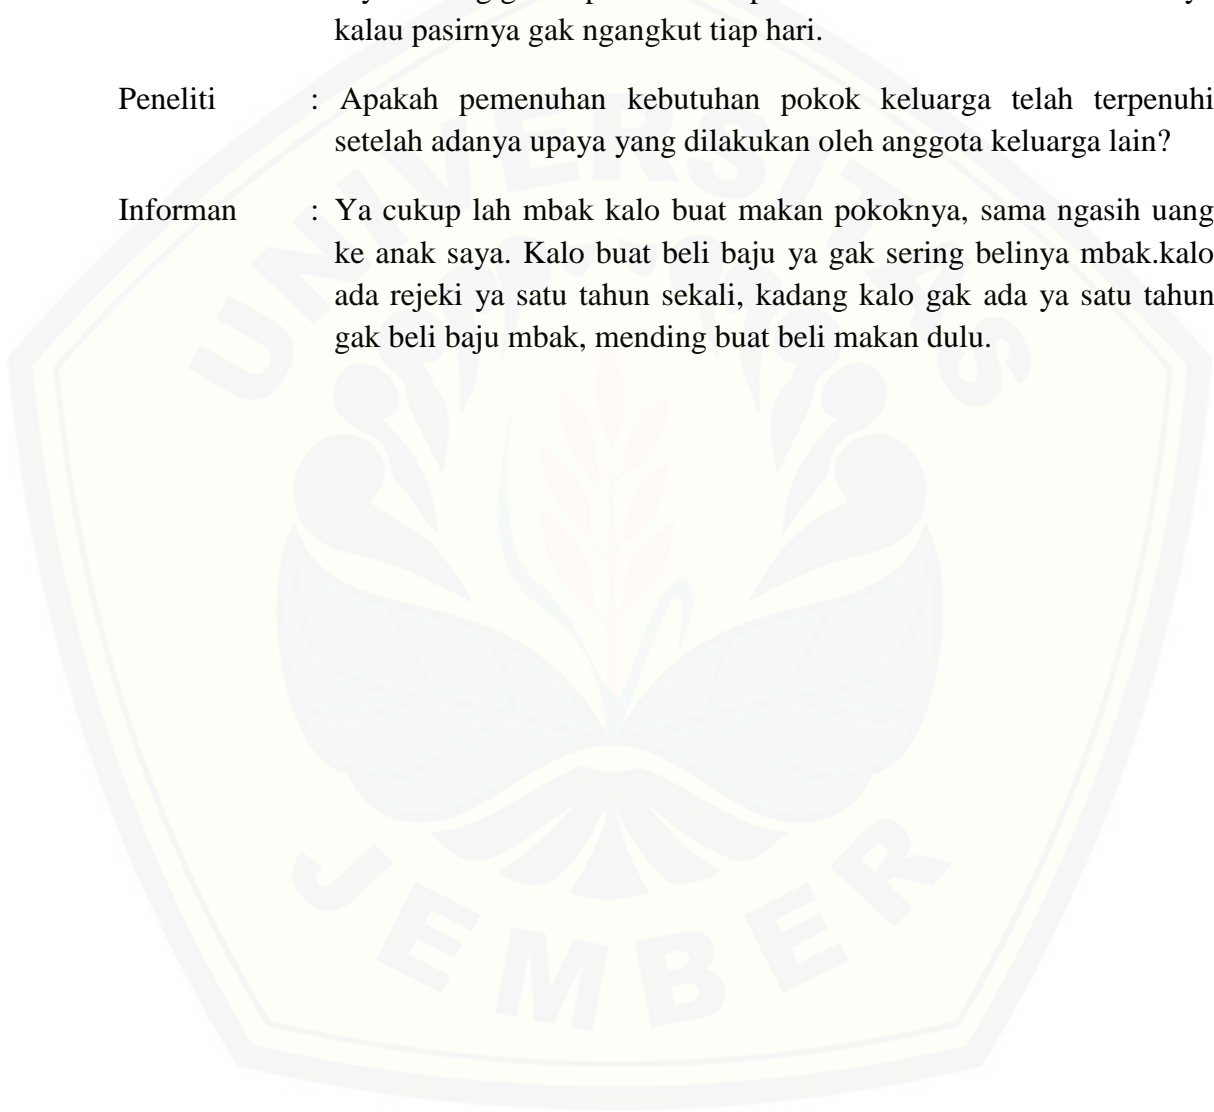 kalau pasirnya gak ngangkut tiap hari.
Peneliti : Apakah pemenuhan kebutuhan pokok keluarga telah terpenuhi
setelah adanya upaya yang dilakukan oleh anggota keluarga lain?
Informan : Ya cukup lah mbak kalo buat makan pokoknya, sama ngasih uang
ke anak saya. Kalo buat beli baju ya gak sering belinya mbak.kalo
ada rejeki ya satu tahun sekali, kadang kalo gak ada ya satu tahun
gak beli baju mbak, mending buat beli makan dulu.
UNIVERSITAS
JEMBER